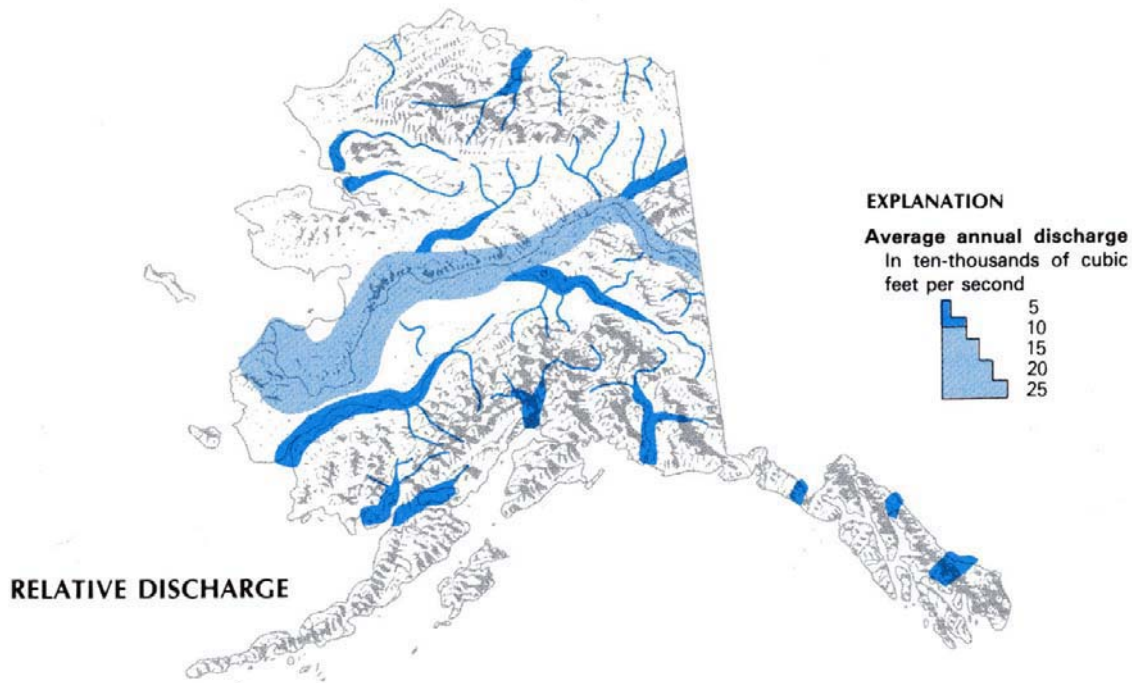 EXPLANATION
Average annual discharge
In ten-thousands of cubic
feet per second
5
10
15
20
25
RELATIVE DISCHARGE